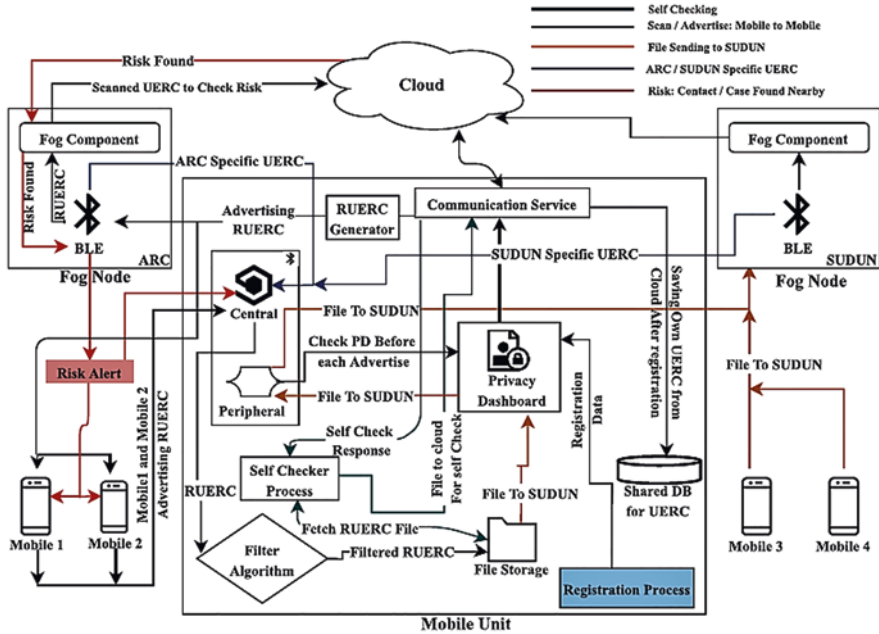 Self Checking
Scan / Advertise: Mobile to Mobile
File Sending to SUDUN
ARC / SUDUN Specific UERC
Risk: Contact / Case Found Nearby
Risk Found
Scanned UERC to Check Risk
Cloud
Fog Component
Risk Found
RUERC
BLE
ARC
Fog Node
ARC Specific UERC
Advertising
RUERC
RUERC
Generator
Communication Service
Fog Component
BLE
SUDUN
Fog Node
SUDUN Specific UERC
Central
File To SUDUN
Check PD Before
each Advertise
Peripheral
File To SUDUN
Privacy
Dashboard
Saving Own UERC from
Cloud After registration
Registration
Data
File To SUDUN
Risk Alert
Mobile1 and Mobile 2
Advertising RUERC
Self Check
Response
File to cloud
For self Check
RUERC
Self Checker
Process
File To SUDUN
Shared DB
for UERC
Mobile 1
Mobile 2
Mobile 3
Mobile 4
Fetch RUERC File
Filter
Algorithm
Filtered RUERC
File Storage
Registration Process
Mobile Unit